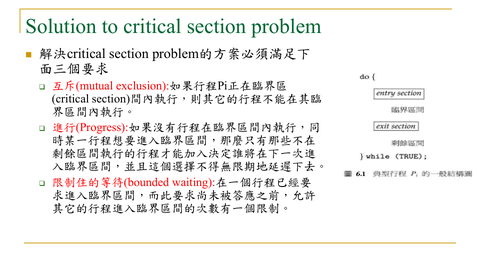 Solution to critical section problem
解決critical section problem的方案必須滿足下
面三個要求
互斥(mutual exclusion):如果行程Pi正在臨界區
(critical section)間內執行，則其它的行程不能在其臨
界區間內執行。
進行(Progress):如果沒有行程在臨界區間內執行，同
時某一行程想要進入臨界區間，那麼只有那些不在
剩餘區間執行的行程才能加入決定誰將在下一次進
入臨界區間，並且這個選擇不得無限期地延遲下去。
限制住的等待(bounded waiting):在一個行程已經要
求進入臨界區間，而此要求尚未被答應之前，允許
其它的行程進入臨界區間的次數有一個限制。
do {
entry section
臨界區間
exit section
剩餘區間
} while (TRUE);
圖 6.1 典型行程 Pi 的一般結構圖